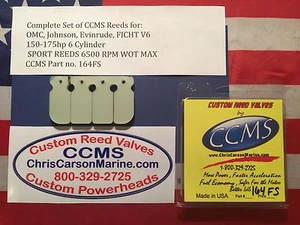 Complete Set of CCMS Reeds for:
OMC, Johnson, Evinrude, FICHT V6
150-175hp 6 Cylinder
SPORT REEDS 6500 RPM WOT MAX
CCMS Part no. 164FS
Custom Reed Valves
CCMS
ChrisCarsonMarine.com
800-329-2725
Custom Powerheads
CUSTOM REED VALVES
by
CCMS
1-800-329-2725
More Power, Faster Acceleration
Fuel Economy, Safer For the Motor
Better Idle
Made in USA
Part # 164FS